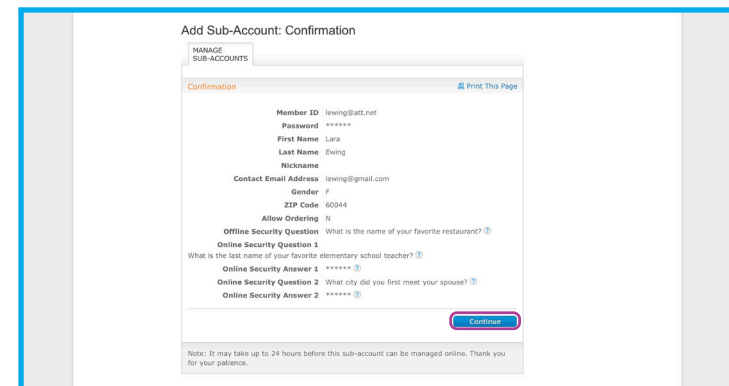 Add Sub-Account: Confirmation
MANAGE
SUB-ACCOUNTS
Confirmation Print This Page
Member ID lewing@att.net
Password ******
First Name Lara
Last Name Ewing
Nickname
Contact Email Address lewing@gmail.com
Gender F
ZIP Code 60044
Allow Ordering N
Offline Security Question What is the name of your favorite restaurant? ?
Online Security Question 1
What is the last name of your favorite elementary school teacher? ?
Online Security Answer 1 ****** ?
Online Security Question 2 What city did you first meet your spouse? ?
Online Security Answer 2 ****** ?
Continue
Note: It may take up to 24 hours before this sub-account can be managed online. Thank you
for your patience.